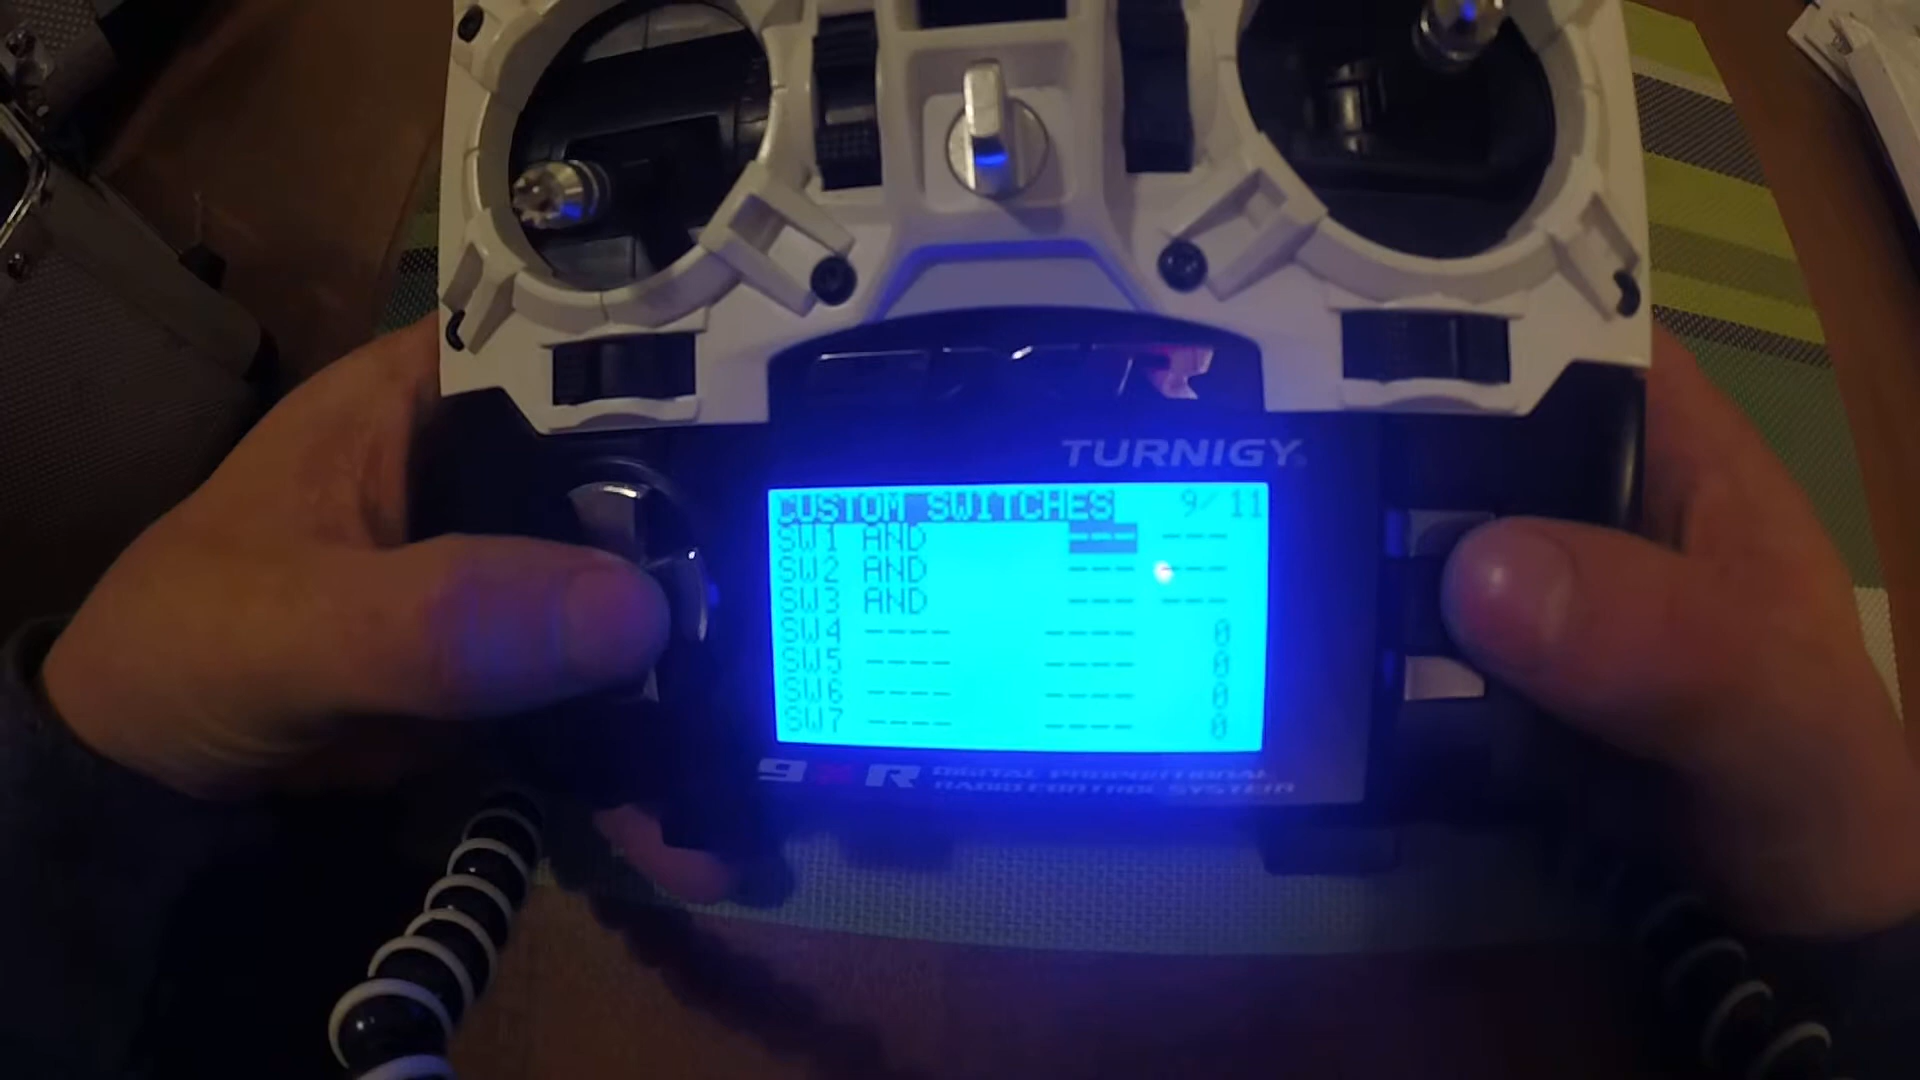 TURNIGY
CUSTOM SWITCHES 9/11
SW1 AND --- ---
SW2 AND --- ---
SW3 AND --- ---
SW4 ---- ---- 0
SW5 ---- ---- 0
SW6 ---- ---- 0
SW7 ---- ---- 0
9XR DIGITAL PROPORTIONAL
RADIO CONTROL SYSTEM